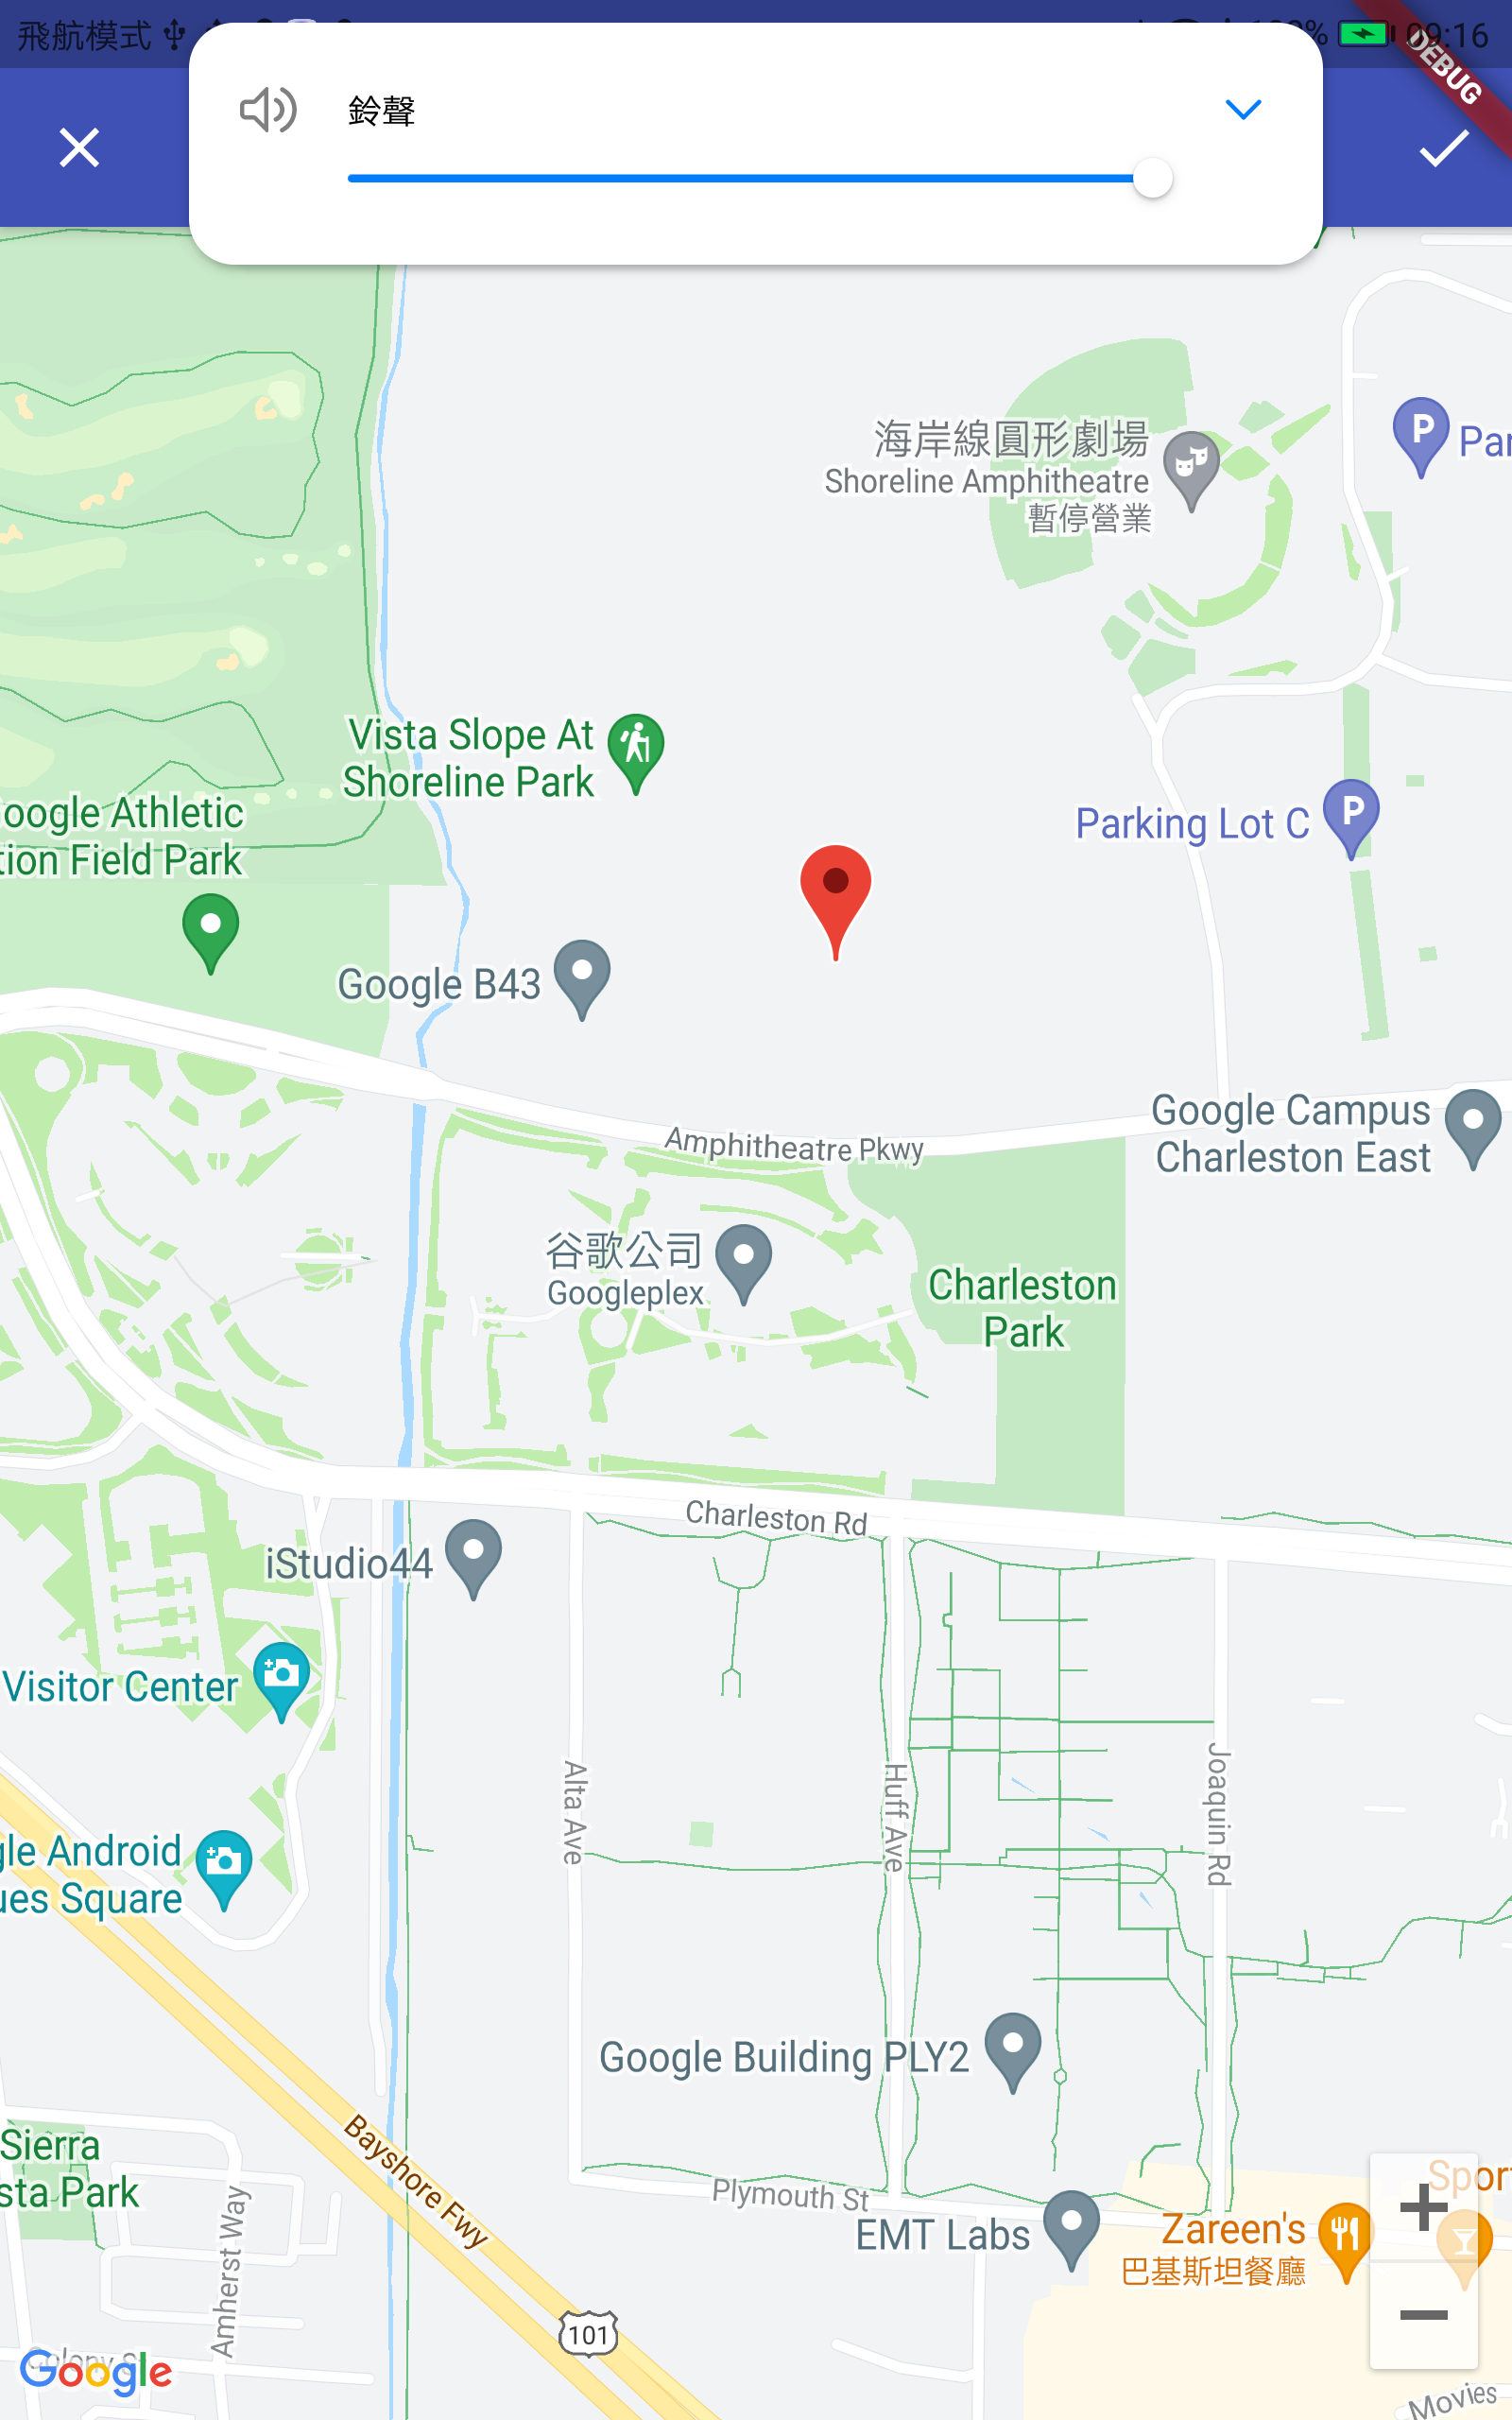 飛航模式
09:16
DEBUG
鈴聲
海岸線圓形劇場
Shoreline Amphitheatre
暫停營業
P
Par
Vista Slope At
Shoreline Park
oogle Athletic
tion Field Park
Parking Lot C
P
Google B43
Amphitheatre Pkwy
Google Campus
Charleston East
谷歌公司
Googleplex
Charleston
Park
Charleston Rd
iStudio44
Visitor Center
Alta Ave
Huff Ave
Joaquin Rd
gle Android
ues Square
Google Building PLY2
Bayshore Fwy
Sierra
sta Park
Amherst Way
Plymouth St
EMT Labs
Zareen's
巴基斯坦餐廳
Spor
101
Google
Movies